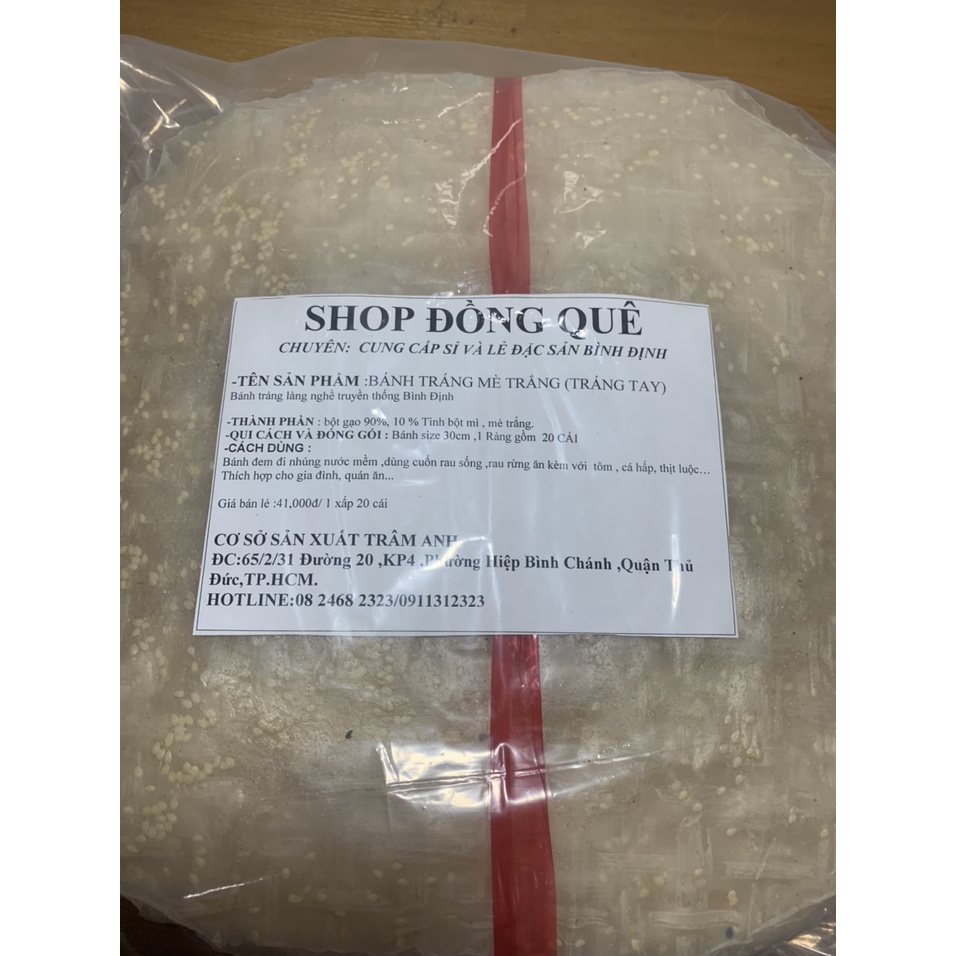 SHOP ĐỒNG QUÊ
CHUYÊN: CUNG CẤP SỈ VÀ LẺ ĐẶC SẢN BÌNH ĐỊNH
-TÊN SẢN PHẨM :BÁNH TRÁNG MÈ TRẮNG (TRÁNG TAY)
Bánh tráng làng nghề truyền thống Bình Định
-THÀNH PHẦN : bột gạo 90%, 10 % Tinh bột mì , mè trắng.
-QUI CÁCH VÀ ĐÓNG GÓI : Bánh size 30cm ,1 Ràng gồm 20 CÁI
-CÁCH DÙNG :
Bánh đem đi nhúng nước mềm ,dùng cuốn rau sống ,rau rừng ăn kèm với tôm , cá hấp, thịt luộc…
Thích hợp cho gia đình, quán ăn...
Giá bán lẻ :41,000đ/ 1 xấp 20 cái
CƠ SỞ SẢN XUẤT TRÂM ANH
ĐC:65/2/31 Đường 20 ,KP4 ,Phường Hiệp Bình Chánh ,Quận Thủ
Đức,TP.HCM.
HOTLINE:08 2468 2323/0911312323